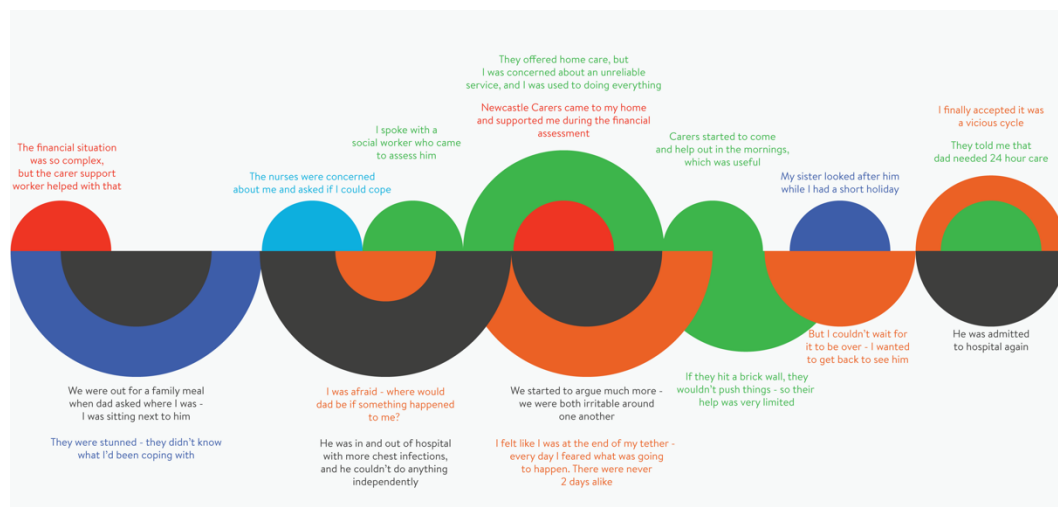 The financial situation
was so complex,
but the carer support
worker helped with that
The nurses were concerned
about me and asked if I could cope
I spoke with a
social worker who came
to assess him
They offered home care, but
I was concerned about an unreliable
service, and I was used to doing everything
Newcastle Carers came to my home
and supported me during the financial
assessment
Carers started to come
and help out in the mornings,
which was useful
My sister looked after him
while I had a short holiday
I finally accepted it was
a vicious cycle
They told me that
dad needed 24 hour care
We were out for a family meal
when dad asked where I was -
I was sitting next to him
They were stunned - they didn't know
what I'd been coping with
I was afraid - where would
dad be if something happened
to me?
He was in and out of hospital
with more chest infections,
and he couldn't do anything
independently
We started to argue much more -
we were both irritable around
one another
I felt like I was at the end of my tether -
every day I feared what was going
to happen. There were never
2 days alike
If they hit a brick wall, they
wouldn't push things - so their
help was very limited
But I couldn't wait for
it to be over - I wanted
to get back to see him
He was admitted
to hospital again